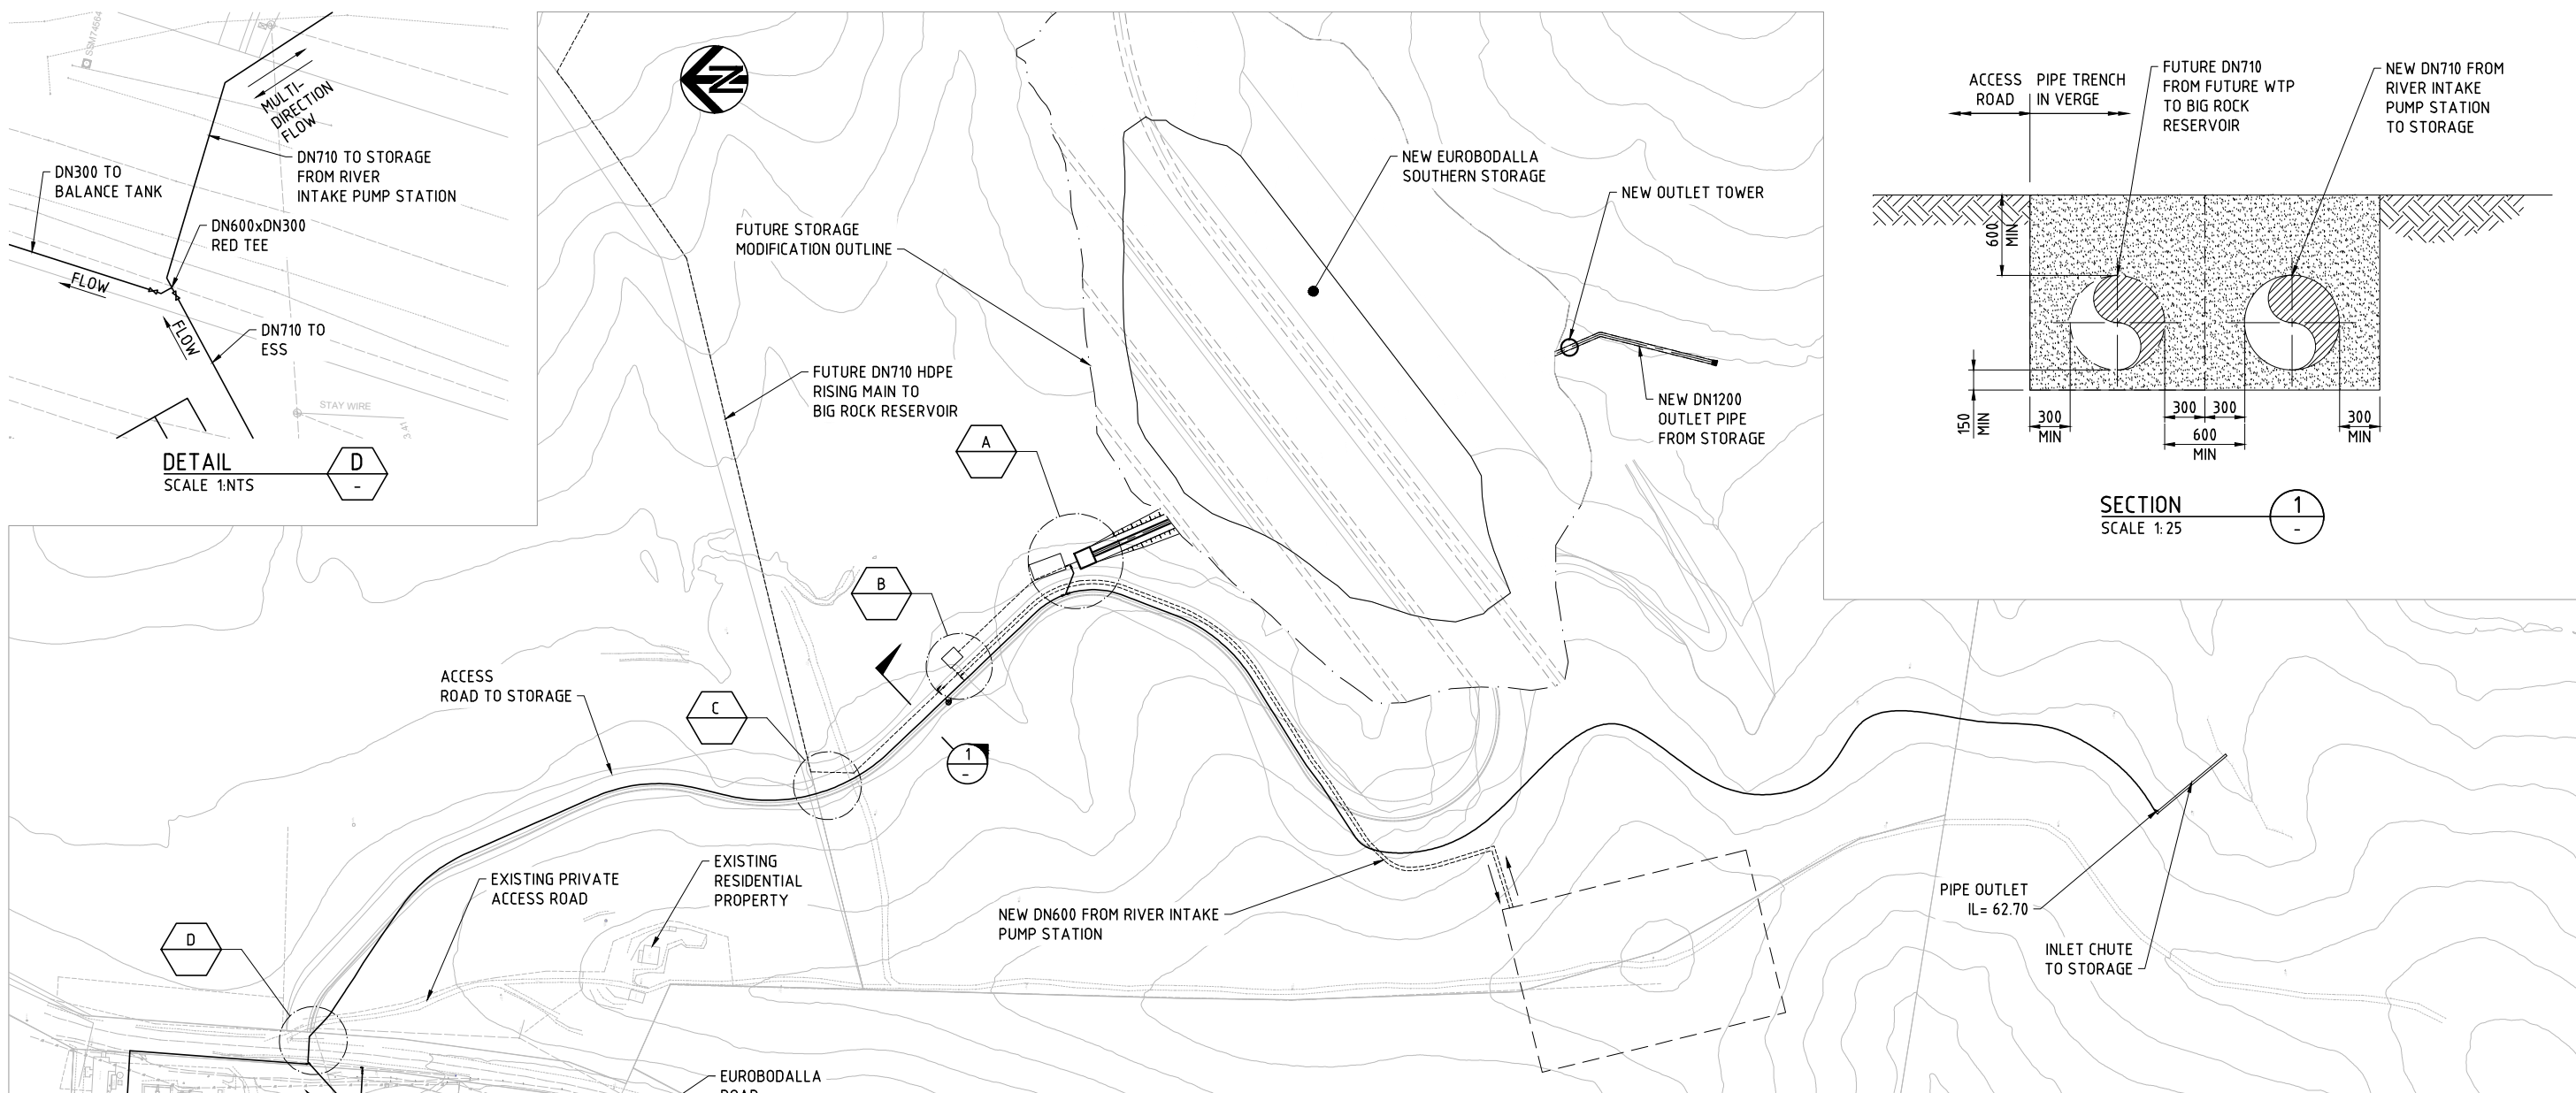 SSM74564
MULTI-
DIRECTION
FLOW
DN710 TO STORAGE
FROM RIVER
INTAKE PUMP STATION
DN300 TO
BALANCE TANK
DN600xDN300
RED TEE
FLOW
FLOW
DN710 TO
ESS
STAY WIRE
3.41
DETAIL
SCALE 1:NTS
D
-
N
FUTURE STORAGE
MODIFICATION OUTLINE
NEW EUROBODALLA
SOUTHERN STORAGE
NEW OUTLET TOWER
FUTURE DN710 HDPE
RISING MAIN TO
BIG ROCK RESERVOIR
NEW DN1200
OUTLET PIPE
FROM STORAGE
A
B
C
1
-
ACCESS
ROAD TO STORAGE
EXISTING PRIVATE
ACCESS ROAD
EXISTING
RESIDENTIAL
PROPERTY
D
NEW DN600 FROM RIVER INTAKE
PUMP STATION
PIPE OUTLET
IL= 62.70
INLET CHUTE
TO STORAGE
EUROBODALLA
ROAD
ACCESS
ROAD
PIPE TRENCH
IN VERGE
FUTURE DN710
FROM FUTURE WTP
TO BIG ROCK
RESERVOIR
NEW DN710 FROM
RIVER INTAKE
PUMP STATION
TO STORAGE
600
MIN
150
MIN
300
MIN
300
300
600
MIN
300
MIN
SECTION
SCALE 1:25
1
-